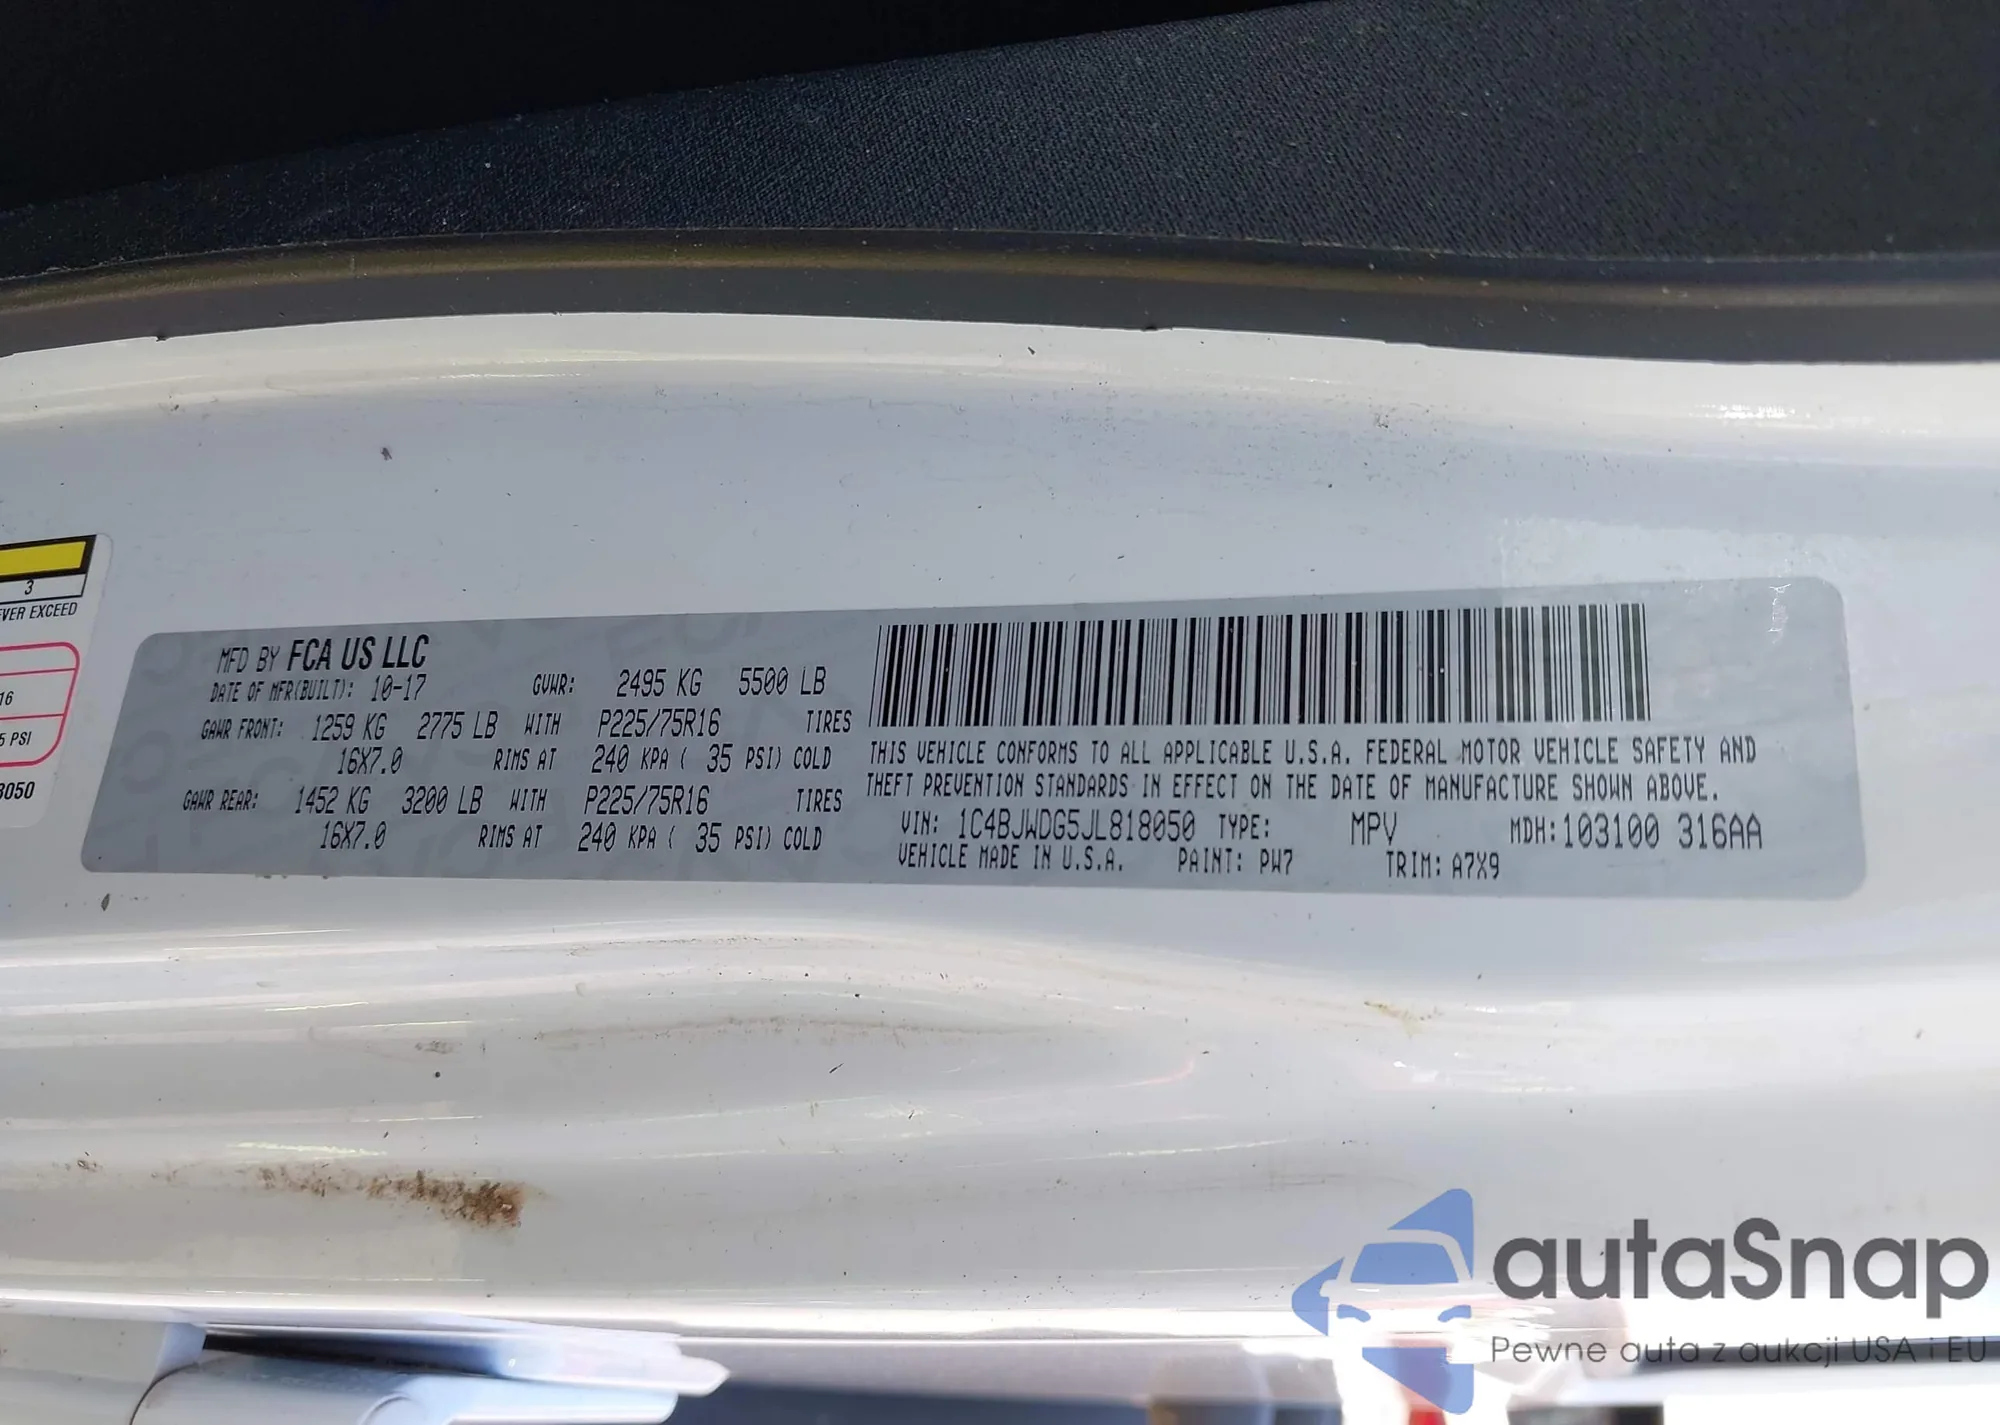 3
EVER EXCEED
16
5 PSI
8050
MFD BY FCA US LLC
DATE OF MFR(BUILT): 10-17 GVWR: 2495 KG 5500 LB
GAWR FRONT: 1259 KG 2775 LB WITH P225/75R16 TIRES
16X7.0 RIMS AT 240 KPA ( 35 PSI) COLD
GAWR REAR: 1452 KG 3200 LB WITH P225/75R16 TIRES
16X7.0 RIMS AT 240 KPA ( 35 PSI) COLD
THIS VEHICLE CONFORMS TO ALL APPLICABLE U.S.A. FEDERAL MOTOR VEHICLE SAFETY AND
THEFT PREVENTION STANDARDS IN EFFECT ON THE DATE OF MANUFACTURE SHOWN ABOVE.
VIN: 1C4BJWDG5JL818050 TYPE: MPV MDH: 103100 316AA
VEHICLE MADE IN U.S.A. PAINT: PW7 TRIM: A7X9
autaSnap
Pewne auta z aukcji USA i EU